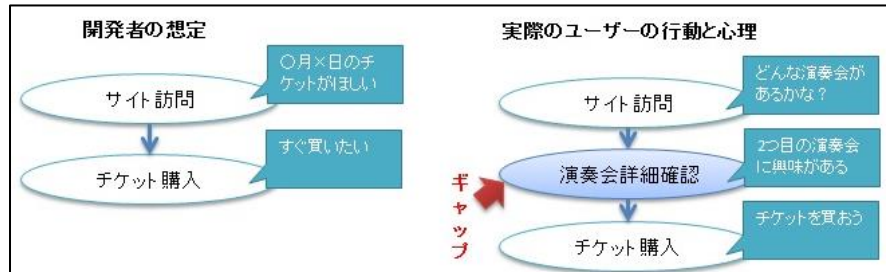 開発者の想定
〇月×日のチ
ケットがほしい
サイト訪問
すぐ買いたい
チケット購入
実際のユーザーの行動と心理
どんな演奏会が
あるかな？
サイト訪問
2つ目の演奏会
に興味がある
演奏会詳細確認
ギャップ
チケットを買おう
チケット購入